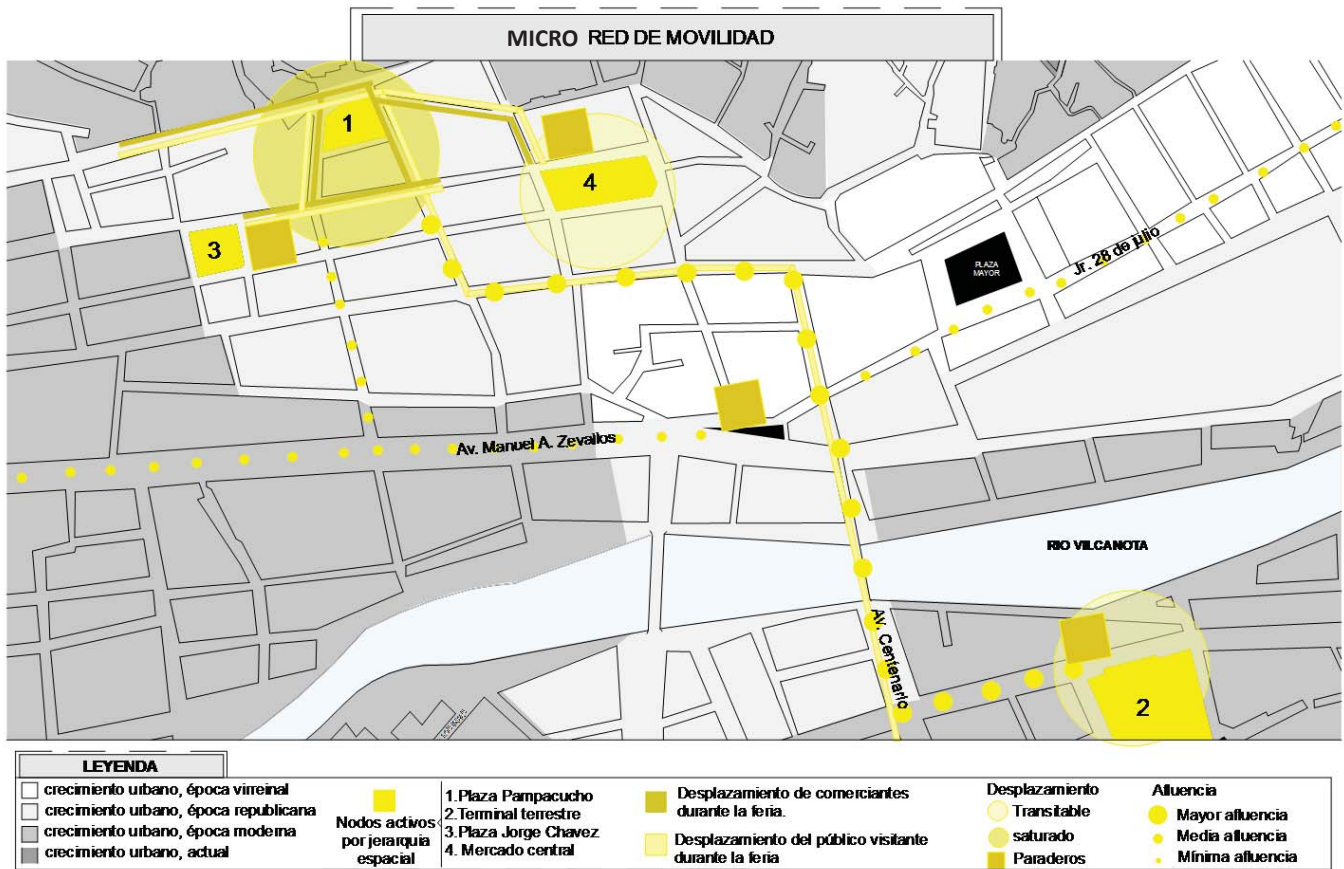 MICRO RED DE MOVILIDAD
1
4
3
PLAZA
MAYOR
Jr. 28 de julio
Av. Manuel A. Zevallos
RIO VILCANOTA
Av. Centenario
2
LEYENDA
crecimiento urbano, época virreinal
crecimiento urbano, época republicana
crecimiento urbano, época moderna
crecimiento urbano, actual
Nodos activos
por jerarquia
espacial
1.Plaza Pampacucho
2.Terminal terrestre
3.Plaza Jorge Chavez
4. Mercado central
Desplazamiento de comerciantes
durante la feria.
Desplazamiento del público visitante
durante la feria
Desplazamiento
Transitable
saturado
Paraderos
Afluencia
Mayor afluencia
Media afluencia
Mínima afluencia